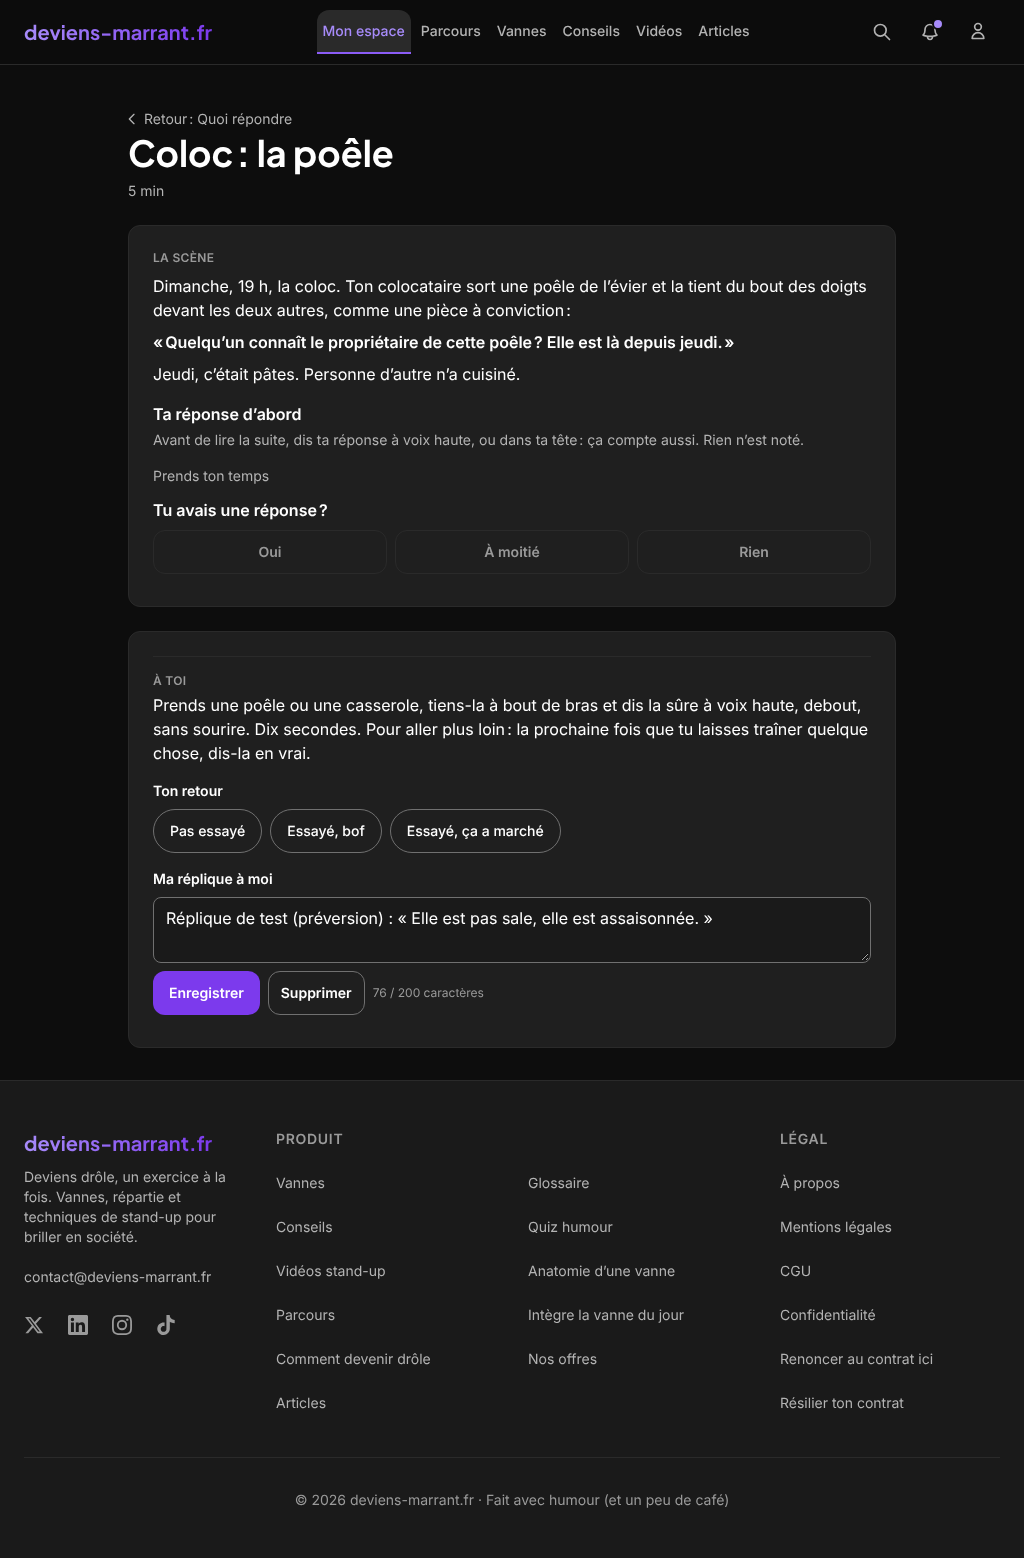 deviens-marrant.fr
Mon espace
Parcours
Vannes
Conseils
Vidéos
Articles
Retour : Quoi répondre
Coloc : la poêle
5 min
LA SCÈNE
Dimanche, 19 h, la coloc. Ton colocataire sort une poêle de l’évier et la tient du bout des doigts
devant les deux autres, comme une pièce à conviction :
« Quelqu’un connaît le propriétaire de cette poêle ? Elle est là depuis jeudi. »
Jeudi, c’était pâtes. Personne d’autre n’a cuisiné.
Ta réponse d’abord
Avant de lire la suite, dis ta réponse à voix haute, ou dans ta tête : ça compte aussi. Rien n’est noté.
Prends ton temps
Tu avais une réponse ?
Oui
À moitié
Rien
À TOI
Prends une poêle ou une casserole, tiens-la à bout de bras et dis la sûre à voix haute, debout,
sans sourire. Dix secondes. Pour aller plus loin : la prochaine fois que tu laisses traîner quelque
chose, dis-la en vrai.
Ton retour
Pas essayé
Essayé, bof
Essayé, ça a marché
Ma réplique à moi
Réplique de test (préversion) : « Elle est pas sale, elle est assaisonnée. »
Enregistrer
Supprimer
76 / 200 caractères
deviens-marrant.fr
Deviens drôle, un exercice à la
fois. Vannes, répartie et
techniques de stand-up pour
briller en société.
contact@deviens-marrant.fr
PRODUIT
Vannes
Conseils
Vidéos stand-up
Parcours
Comment devenir drôle
Articles
Glossaire
Quiz humour
Anatomie d’une vanne
Intègre la vanne du jour
Nos offres
LÉGAL
À propos
Mentions légales
CGU
Confidentialité
Renoncer au contrat ici
Résilier ton contrat
© 2026 deviens-marrant.fr · Fait avec humour (et un peu de café)